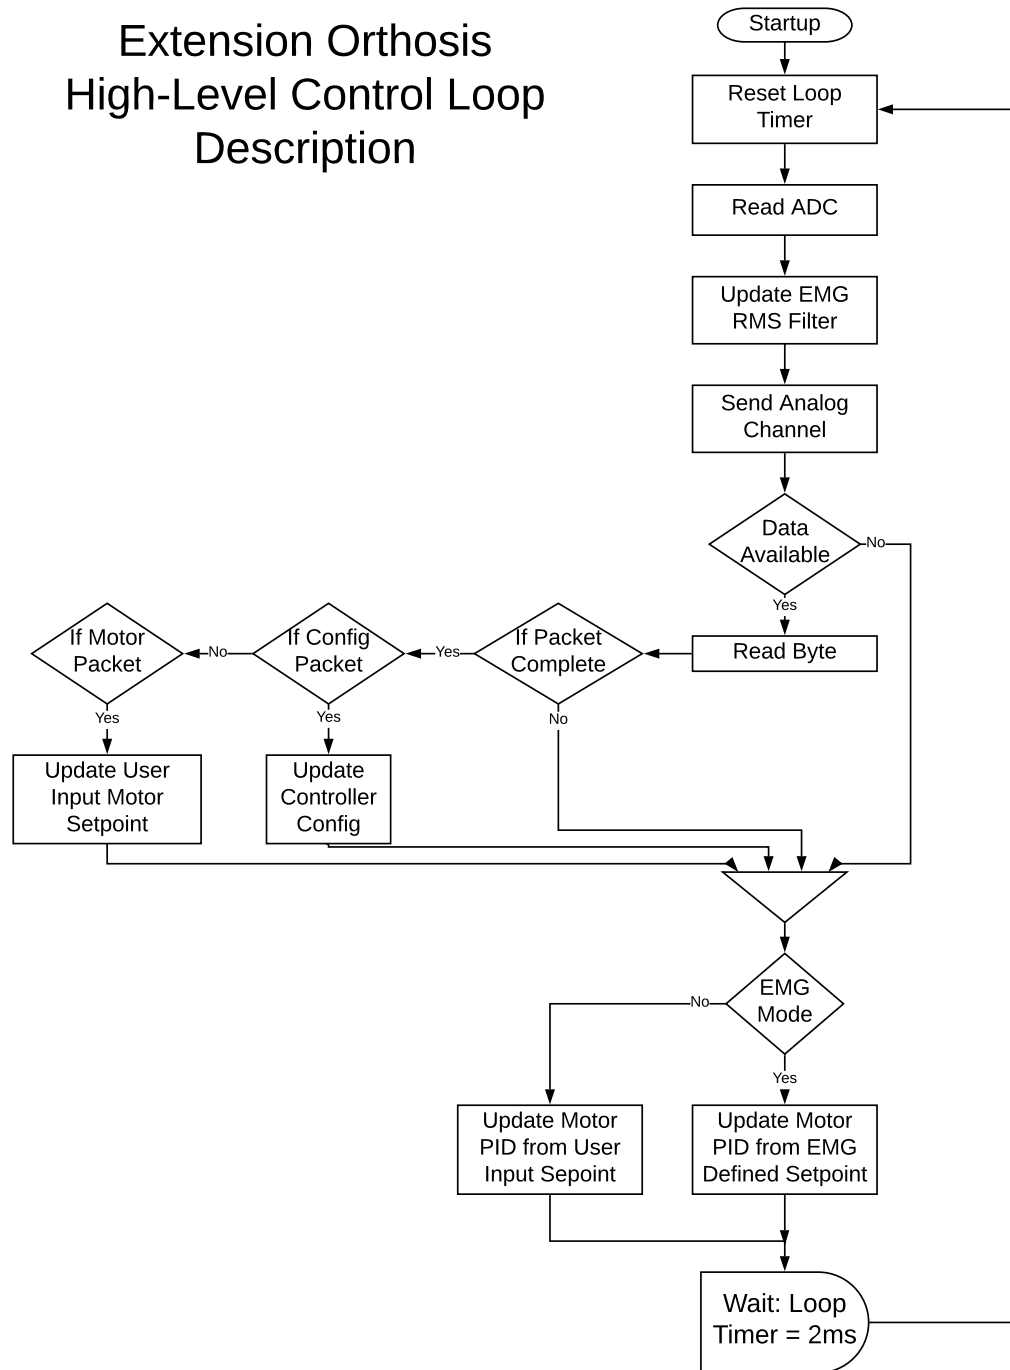 Extension Orthosis
High-Level Control Loop
Description
Startup
Reset Loop
Timer
Read ADC
Update EMG
RMS Filter
Send Analog
Channel
Data
Available
No
Yes
Read Byte
If Packet
Complete
Yes
No
If Config
Packet
No
Yes
If Motor
Packet
Yes
Update User
Input Motor
Setpoint
Update
Controller
Config
EMG
Mode
No
Yes
Update Motor
PID from User
Input Sepoint
Update Motor
PID from EMG
Defined Setpoint
Wait: Loop
Timer = 2ms